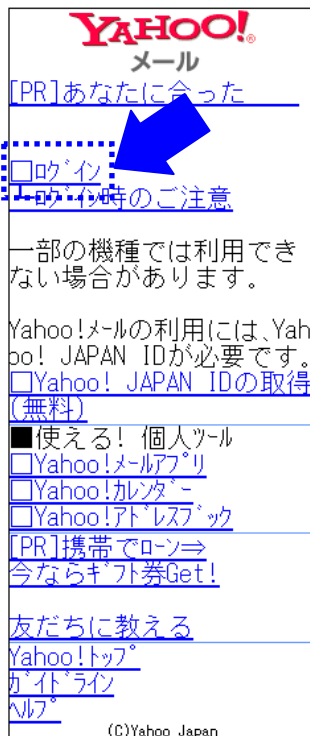 YAHOO!
メール
[PR]あなたに合った
□ﾛｸﾞｲﾝ
└ﾛｸﾞｲﾝ時のご注意
一部の機種では利用でき
ない場合があります。
Yahoo!ﾒｰﾙの利用には､Yah
oo! JAPAN IDが必要です。
□Yahoo! JAPAN IDの取得
(無料)
■使える! 個人ﾂｰﾙ
□Yahoo!ﾒｰﾙｱﾌﾟﾘ
□Yahoo!ｶﾚﾝﾀﾞｰ
□Yahoo!ｱﾄﾞﾚｽﾌﾞｯｸ
[PR]携帯でﾛｰﾝ⇒
今ならｷﾞﾌﾄ券Get!
友だちに教える
Yahoo!ﾄｯﾌﾟ
ｶﾞｲﾄﾞﾗｲﾝ
ﾍﾙﾌﾟ
(C)Yahoo Japan